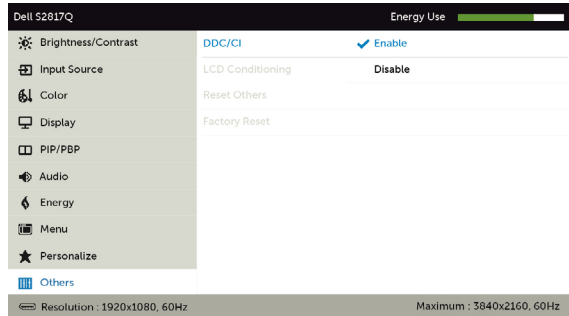 Dell S2817Q Energy Use
Brightness/Contrast DDC/CI Enable
Input Source LCD Conditioning Disable
Color Reset Others
Display Factory Reset
PIP/PBP
Audio
Energy
Menu
Personalize
Others
Resolution : 1920x1080, 60Hz Maximum : 3840x2160, 60Hz